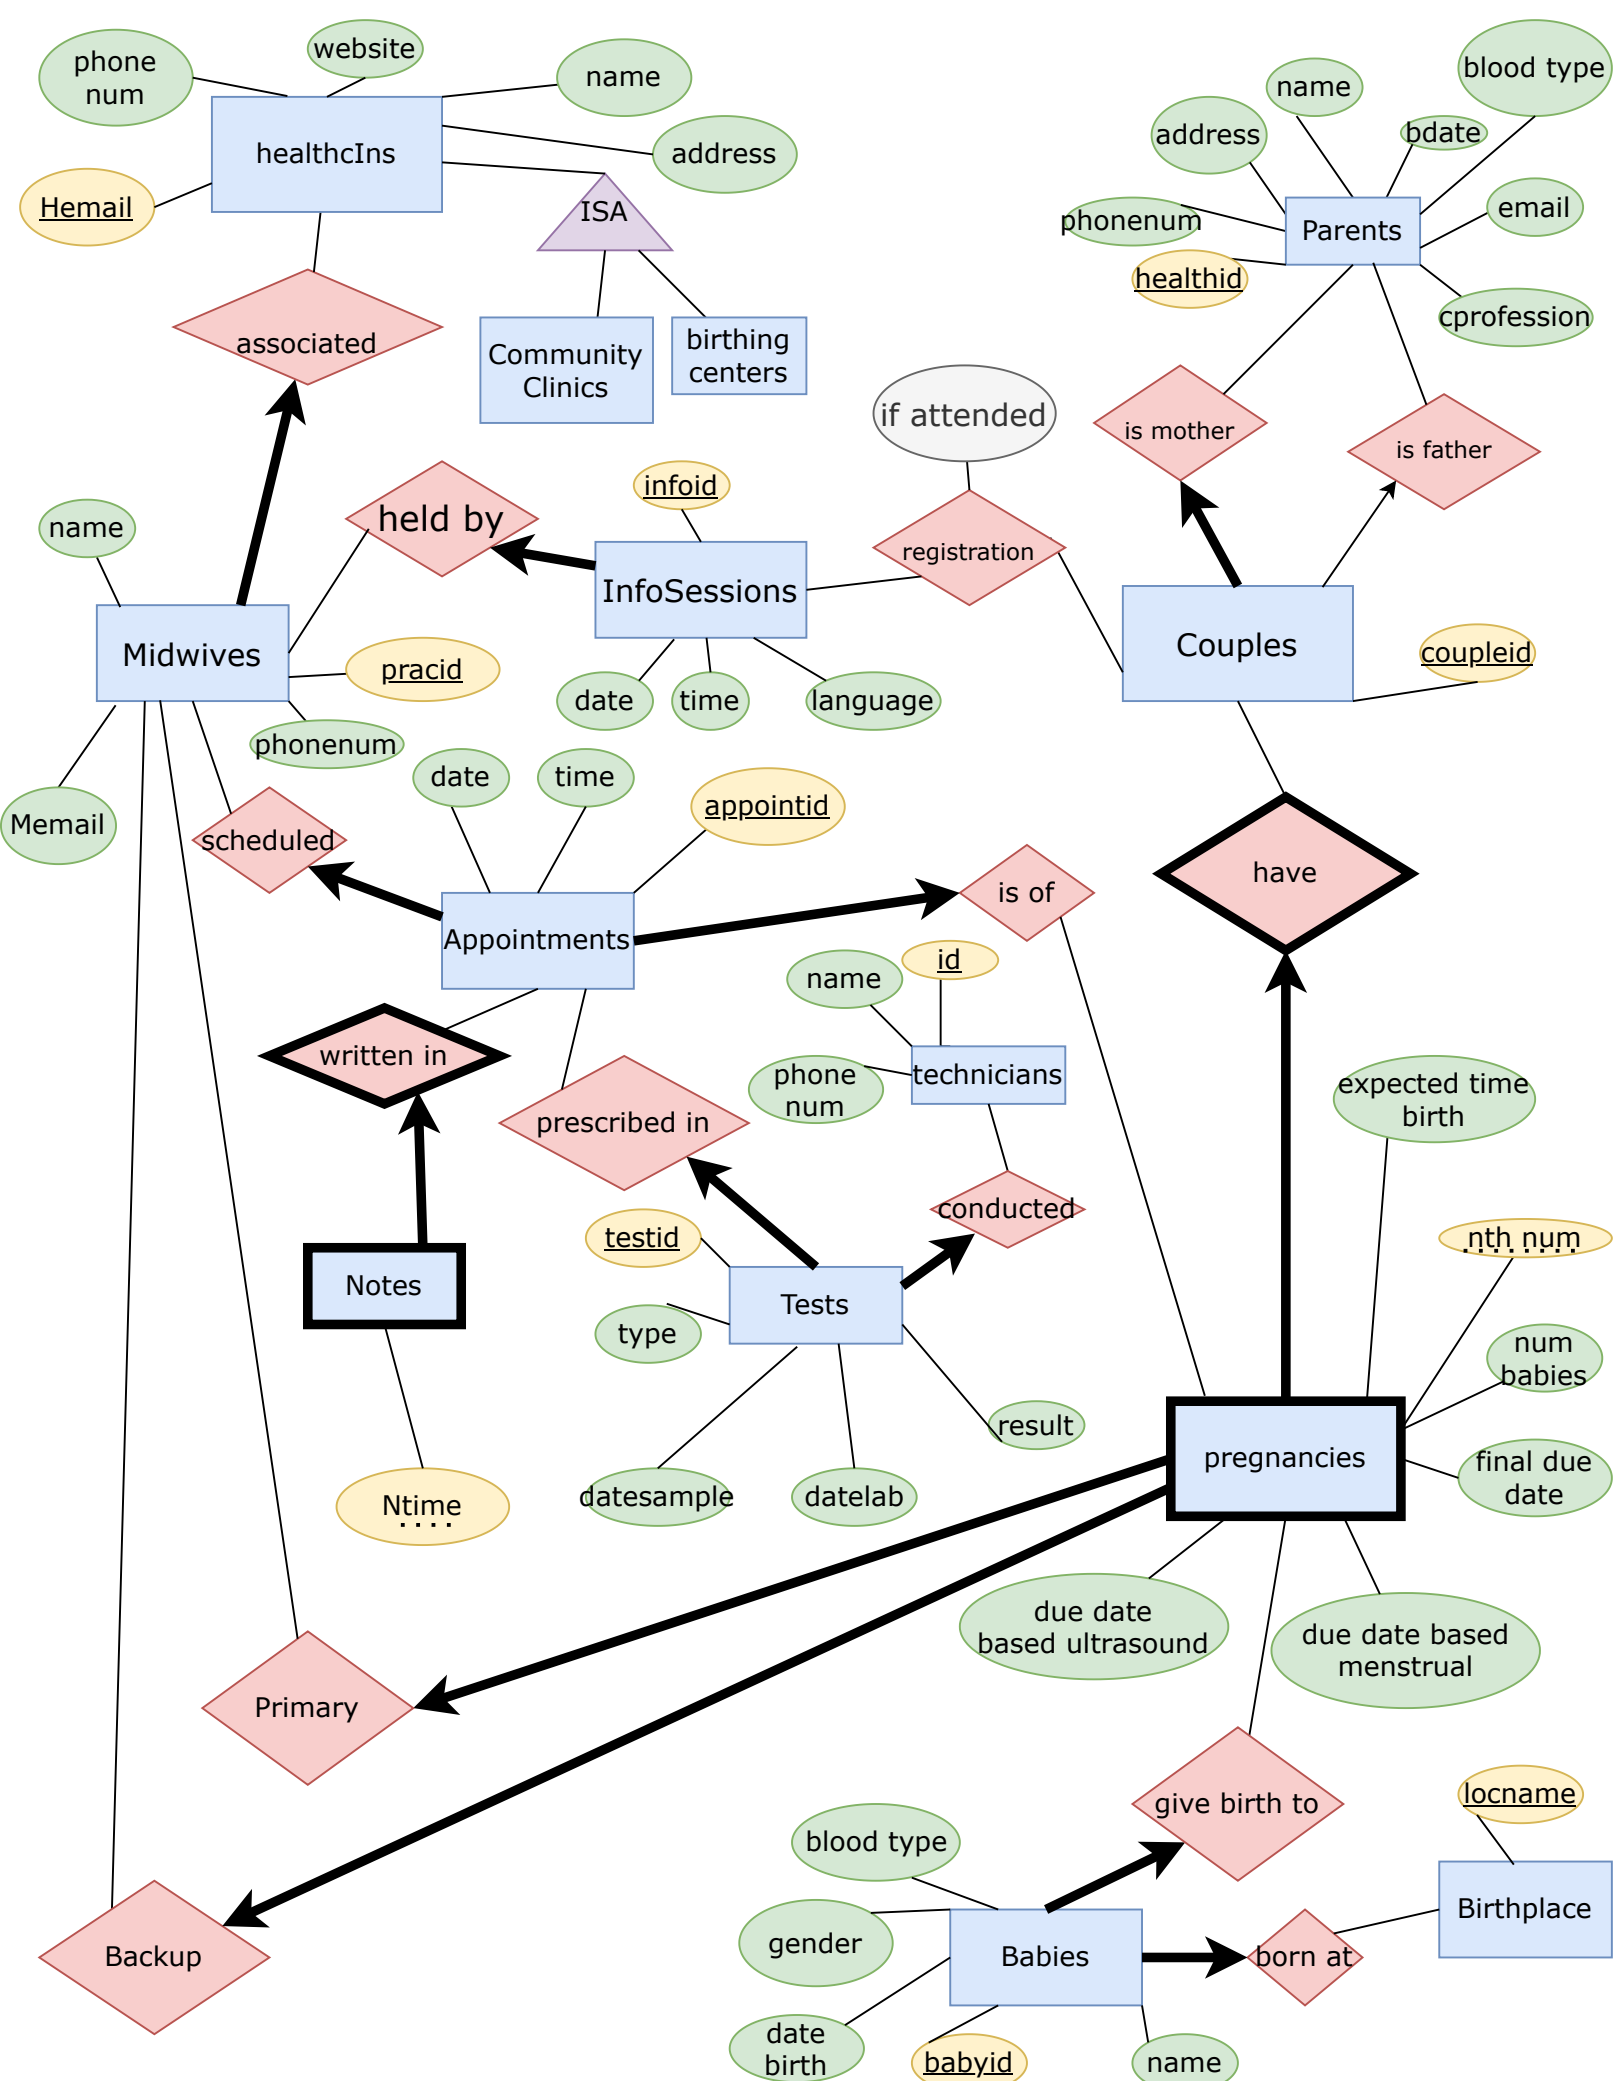 website
phone
num
name
blood type
name
address
bdate
healthcIns
address
Hemail
ISA
phonenum
email
Parents
healthid
cprofession
associated
Community
Clinics
birthing
centers
if attended
is mother
is father
infoid
held by
name
registration
InfoSessions
Midwives
pracid
Couples
coupleid
date
time
language
phonenum
date
time
appointid
Memail
scheduled
have
is of
Appointments
id
name
written in
technicians
phone
num
expected time
birth
prescribed in
conducted
testid
nth num
Notes
Tests
type
num
babies
result
pregnancies
final due
date
Ntime
datesample
datelab
due date
based ultrasound
due date based
menstrual
Primary
give birth to
locname
blood type
Birthplace
gender
Babies
born at
Backup
date
birth
babyid
name